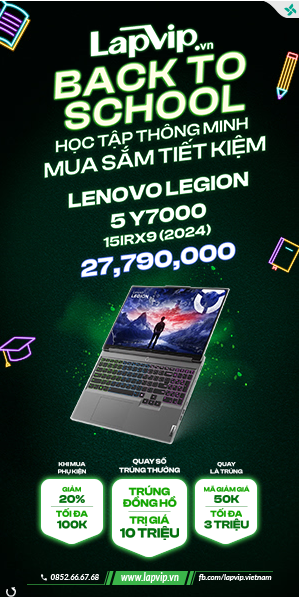 LapVip.vn
BACK TO
SCHOOL
HỌC TẬP THÔNG MINH
MUA SẮM TIẾT KIỆM
LENOVO LEGION
5 Y7000
15IRX9 (2024)
27,790,000
LEGION
KHI MUA
PHỤ KIỆN
GIẢM
20%
TỐI ĐA
100K
QUAY SỐ
TRÚNG THƯỞNG
TRÚNG
ĐỒNG HỒ
TRỊ GIÁ
10 TRIỆU
QUAY
LÀ TRÚNG
MÃ GIẢM GIÁ
50K
TỐI ĐA
3 TRIỆU
0852.66.67.68
www.lapvip.vn
fb.com/lapvip.vietnam